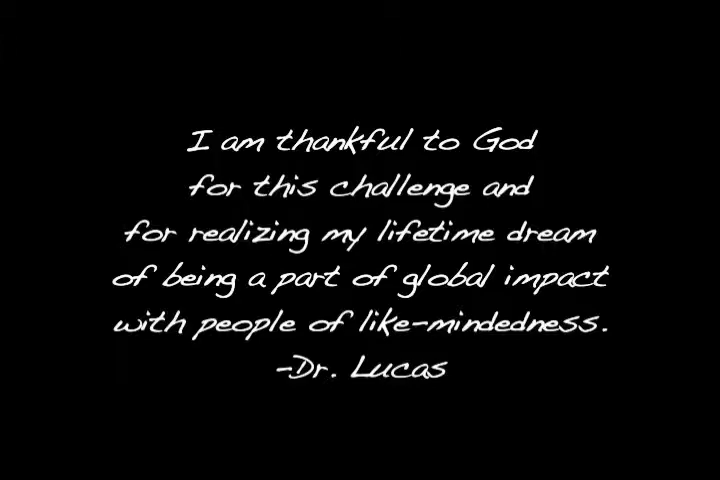 I am thankful to God
for this challenge and
for realizing my lifetime dream
of being a part of global impact
with people of like-mindedness.
-Dr. Lucas